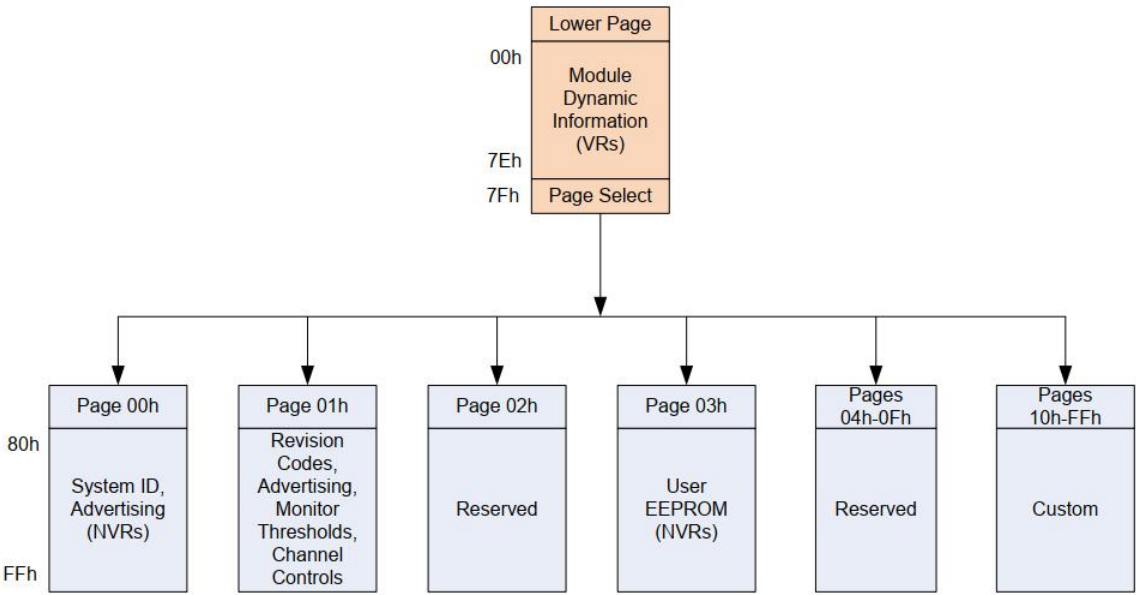 Lower Page
00h
Module
Dynamic
Information
(VRs)
7Eh
7Fh
Page Select
Page 00h
Page 01h
Page 02h
Page 03h
Pages
04h-0Fh
Pages
10h-FFh
80h
System ID,
Advertising
(NVRs)
Revision
Codes,
Advertising,
Monitor
Thresholds,
Channel
Controls
Reserved
User
EEPROM
(NVRs)
Reserved
Custom
FFh